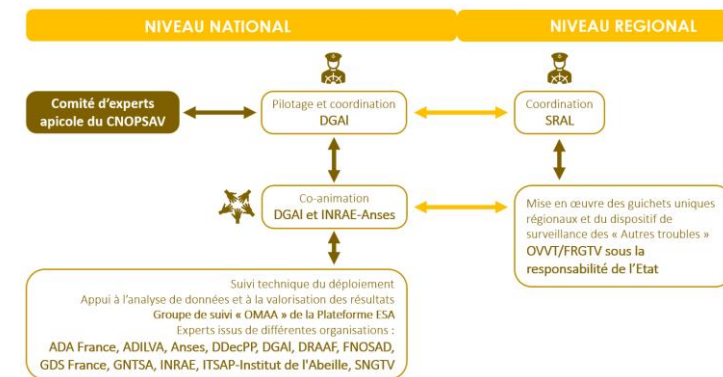 NIVEAU NATIONAL
NIVEAU REGIONAL
Comité d'experts
apicole du CNOPSAV
Pilotage et coordination
DGAl
Coordination
SRAL
Co-animation
DGAl et INRAE-Anses
Mise en œuvre des guichets uniques
régionaux et du dispositif de
surveillance des « Autres troubles »
OVVT/FRGTV sous la
responsabilité de l'Etat
Suivi technique du déploiement
Appui à l'analyse de données et à la valorisation des résultats
Groupe de suivi « OMAA » de la Plateforme ESA
Experts issus de différentes organisations :
ADA France, ADILVA, Anses, DDecPP, DGAl, DRAAF, FNOSAD,
GDS France, GNTSA, INRAE, ITSAP-Institut de l'Abeille, SNGTV